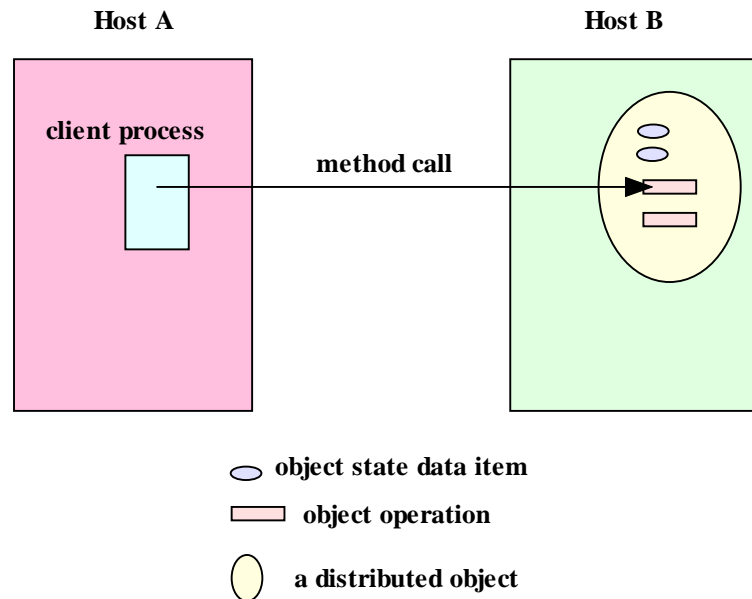 Host A
Host B
client process
method call
object state data item
object operation
a distributed object